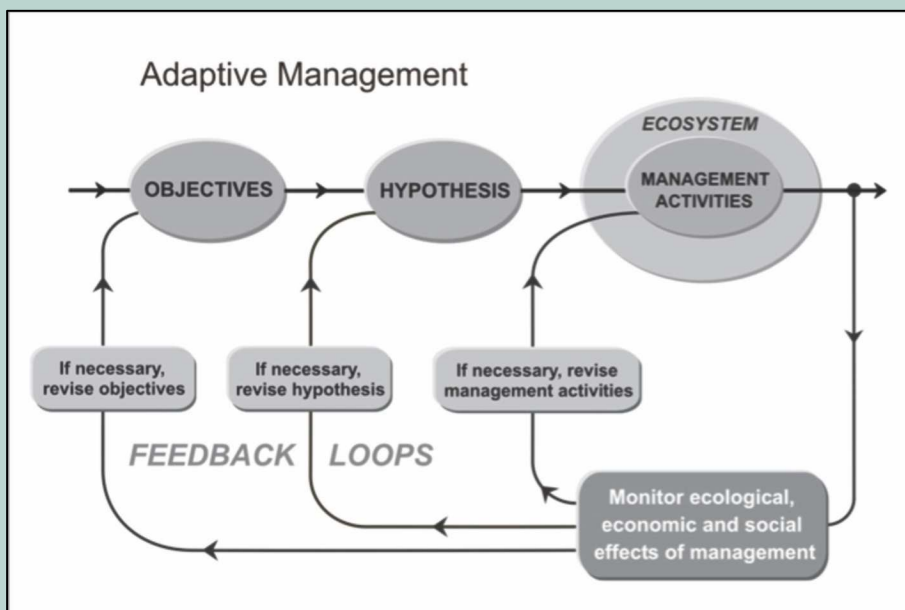 Adaptive Management
ECOSYSTEM
OBJECTIVES
HYPOTHESIS
MANAGEMENT
ACTIVITIES
If necessary,
revise objectives
If necessary,
revise hypothesis
If necessary, revise
management activities
FEEDBACK LOOPS
Monitor ecological,
economic and social
effects of management